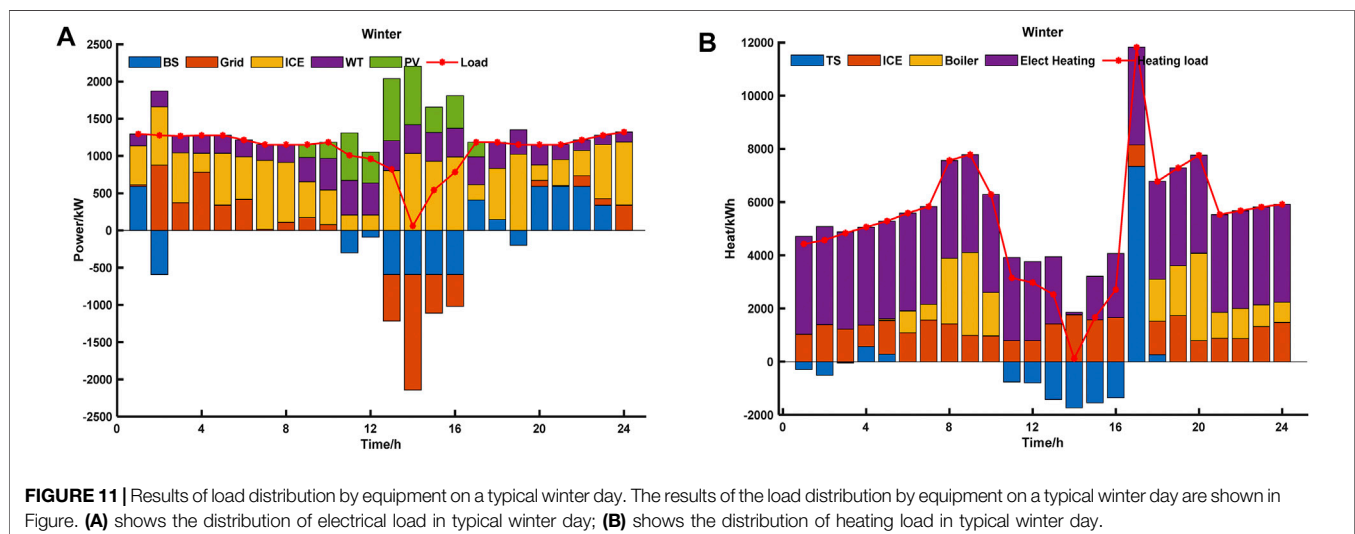 A
Winter
BS Grid ICE WT PV Load
2500
2000
1500
1000
500
0
-500
-1000
-1500
-2000
-2500
Power/kW
0 4 8 12 16 20 24
Time/h
B
Winter
TS ICE Boiler Elect Heating Heating load
12000
10000
8000
6000
4000
2000
0
-2000
Heat/kWh
0 4 8 12 16 20 24
Time/h
FIGURE 11 | Results of load distribution by equipment on a typical winter day. The results of the load distribution by equipment on a typical winter day are shown in
Figure. (A) shows the distribution of electrical load in typical winter day; (B) shows the distribution of heating load in typical winter day.